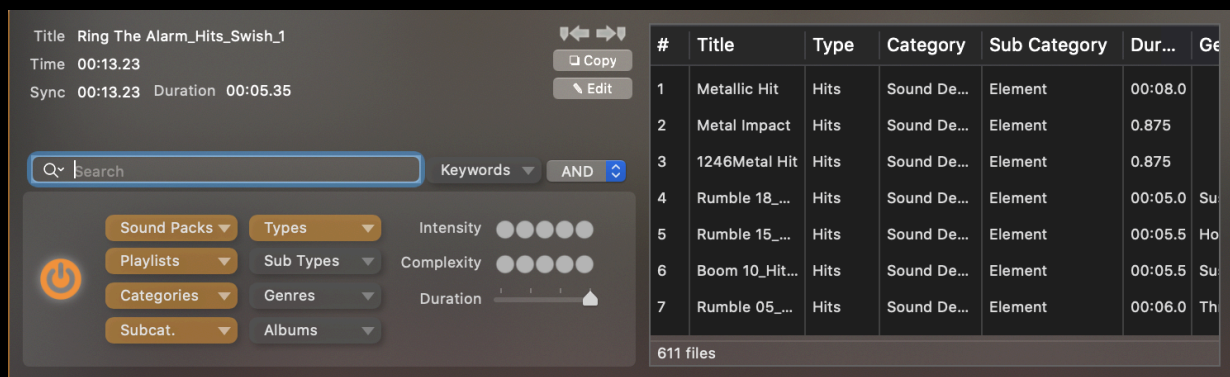 Title Ring The Alarm_Hits_Swish_1
Time 00:13.23
Sync 00:13.23 Duration 00:05.35
Copy
Edit
Search
Keywords
AND
Sound Packs Types Intensity
Playlists Sub Types Complexity
Categories Genres Duration
Subcat. Albums
# Title Type Category Sub Category Dur... Ge
1 Metallic Hit Hits Sound De... Element 00:08.0
2 Metal Impact Hits Sound De... Element 0.875
3 1246Metal Hit Hits Sound De... Element 0.875
4 Rumble 18_... Hits Sound De... Element 00:05.0 Su
5 Rumble 15_... Hits Sound De... Element 00:05.5 Ho
6 Boom 10_Hit... Hits Sound De... Element 00:05.5 Su
7 Rumble 05_... Hits Sound De... Element 00:06.0 Th
611 files